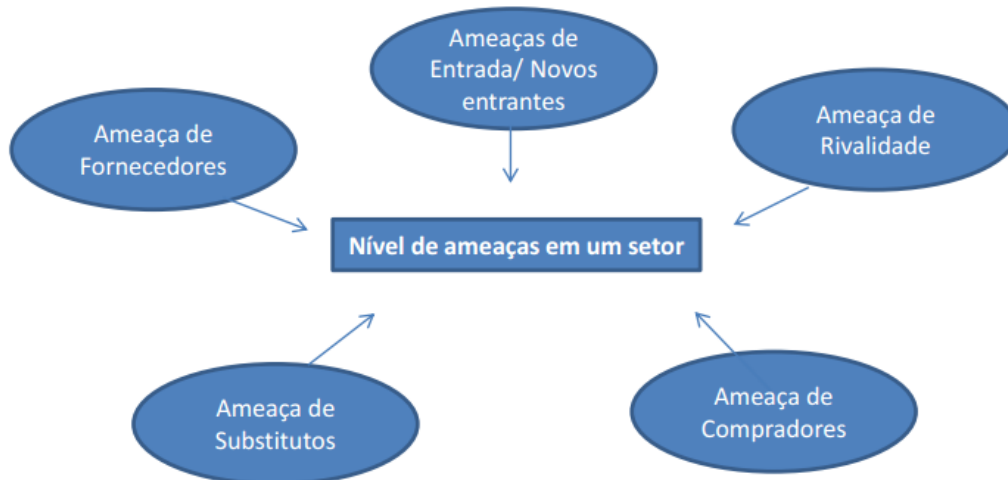 Ameaças de
Entrada/ Novos
entrantes
Ameaça de
Fornecedores
Ameaça de
Rivalidade
Nível de ameaças em um setor
Ameaça de
Substitutos
Ameaça de
Compradores